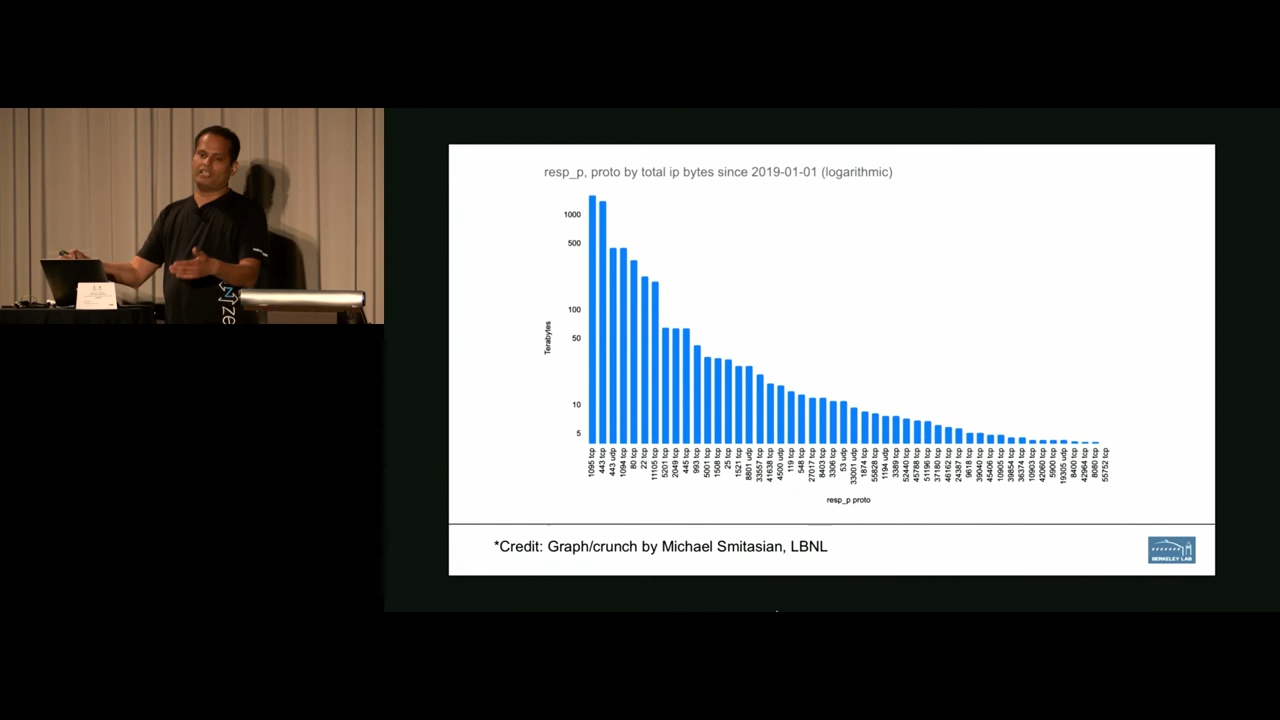 resp_p, proto by total ip bytes since 2019-01-01 (logarithmic)
1000
500
100
50
10
5
Terabytes
1095 tcp
443 tcp
443 udp
1094 tcp
80 tcp
22 tcp
11105 tcp
5201 tcp
2049 tcp
445 tcp
993 tcp
5001 tcp
1508 tcp
25 tcp
1521 tcp
8801 udp
33557 tcp
41638 tcp
4500 udp
119 tcp
548 tcp
27017 tcp
8403 tcp
3306 tcp
53 udp
33001 udp
1874 tcp
55828 tcp
1194 udp
3389 tcp
52440 tcp
45788 tcp
51196 tcp
37180 tcp
46162 tcp
24387 tcp
9618 tcp
39040 tcp
45406 tcp
10905 tcp
39854 tcp
36374 tcp
10903 tcp
42060 tcp
5900 tcp
19305 udp
8400 tcp
42964 tcp
8080 tcp
55752 tcp
resp_p proto
*Credit: Graph/crunch by Michael Smitasian, LBNL
BERKELEY LAB
ze